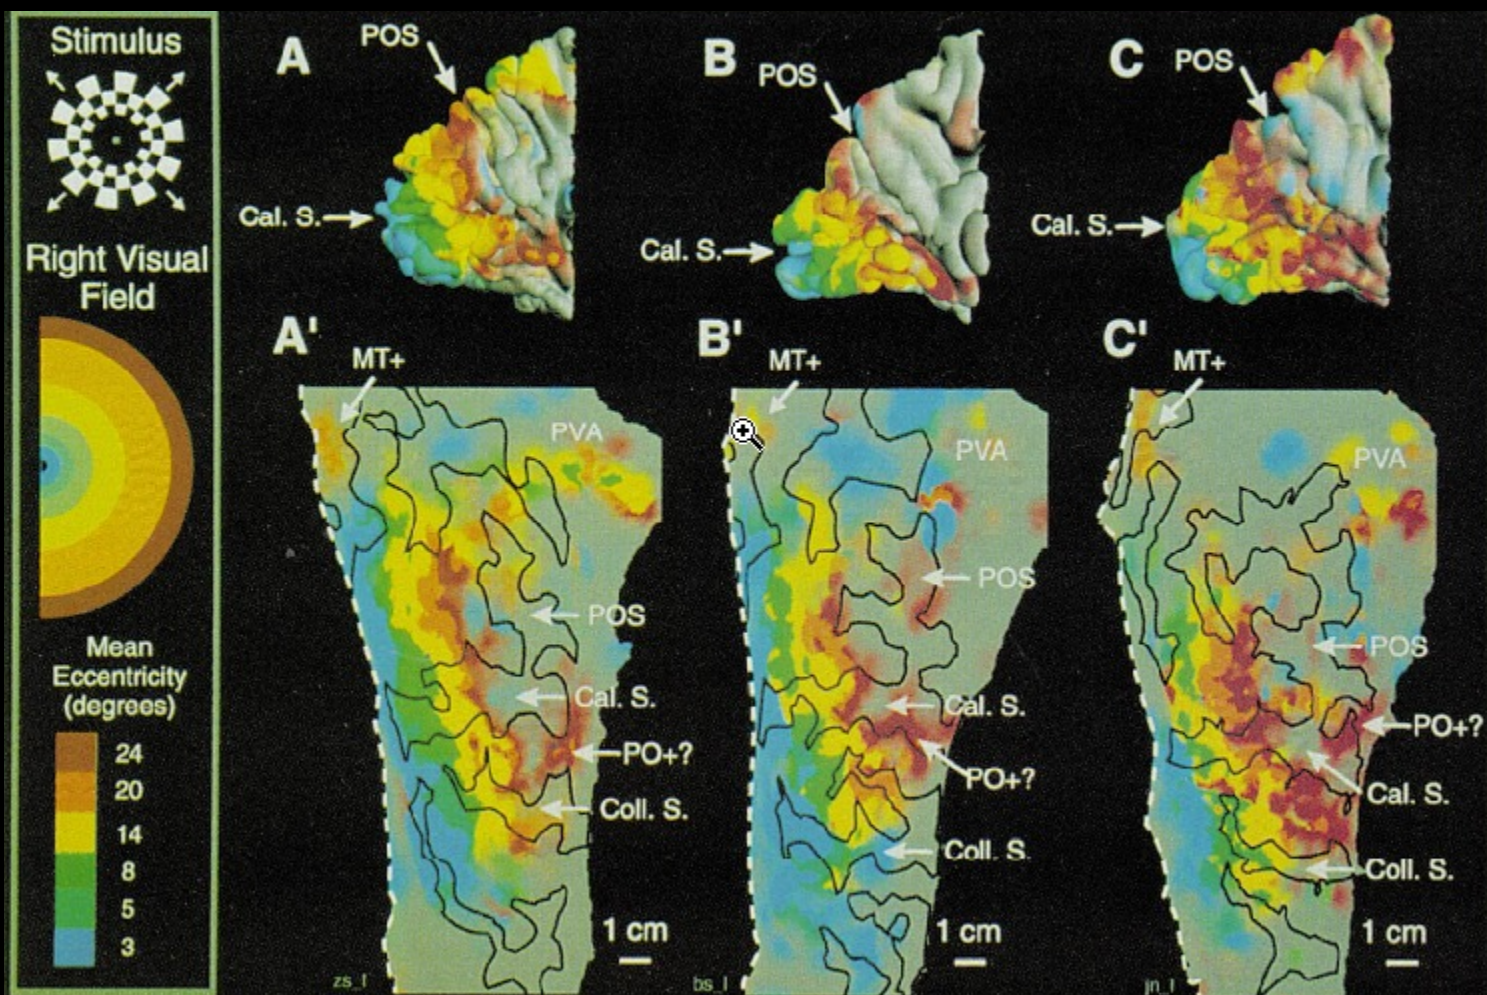 Stimulus
Right Visual
Field
Mean
Eccentricity
(degrees)
24
20
14
8
5
3
A
POS
Cal. S.
B
POS
Cal. S.
C
POS
Cal. S.
A'
MT+
PVA
POS
Cal. S.
PO+?
Coll. S.
1 cm
zs_l
B'
MT+
PVA
POS
Cal. S.
PO+?
Coll. S.
1 cm
bs_l
C'
MT+
PVA
POS
PO+?
Cal. S.
Coll. S.
1 cm
jn_l